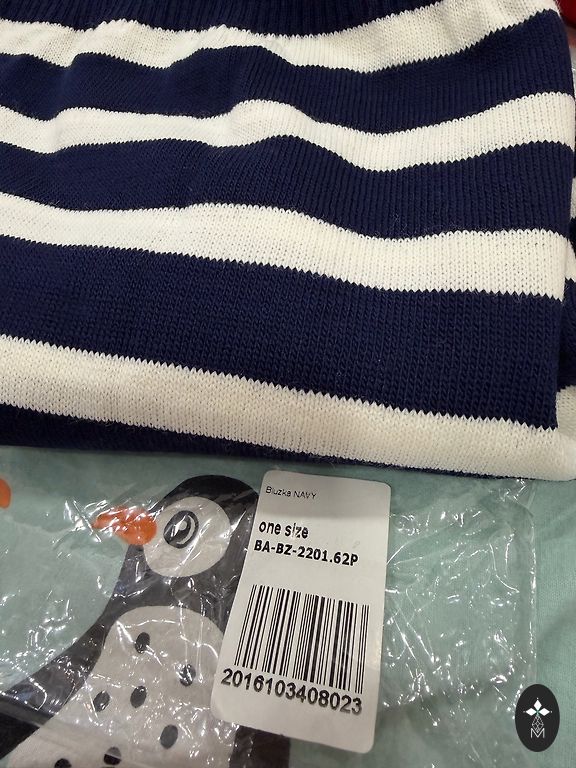 Bluzka NAVY
one size
BA-BZ-2201.62P
2016103408023
M